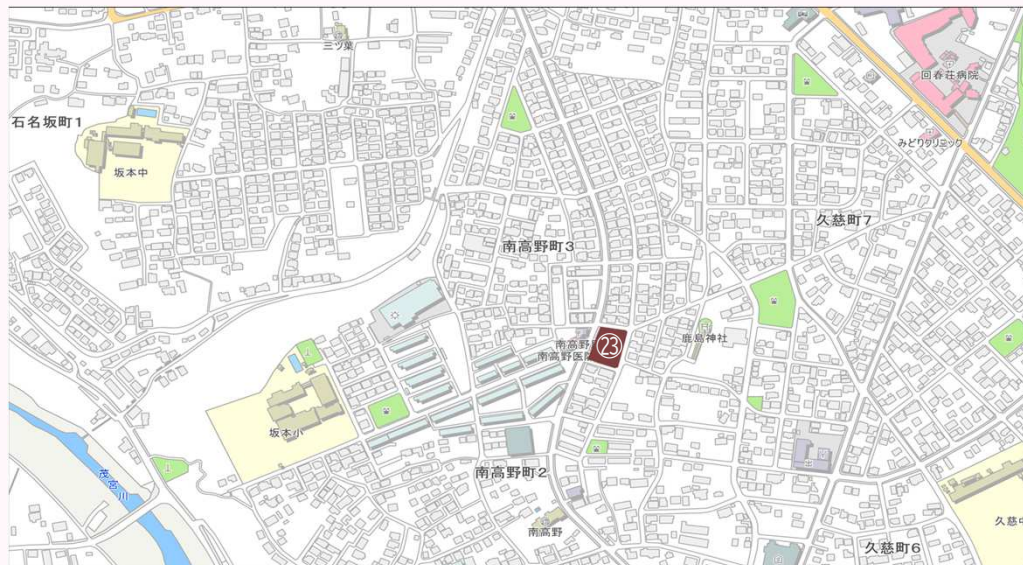 三ツ葉
回春荘病院
石名坂町1
みどりクリニック
坂本中
久慈町7
南高野町3
㉓
南高野
鹿島神社
南高野医
坂本小
南高野町2
茂宮川
南高野
久慈中
久慈町6